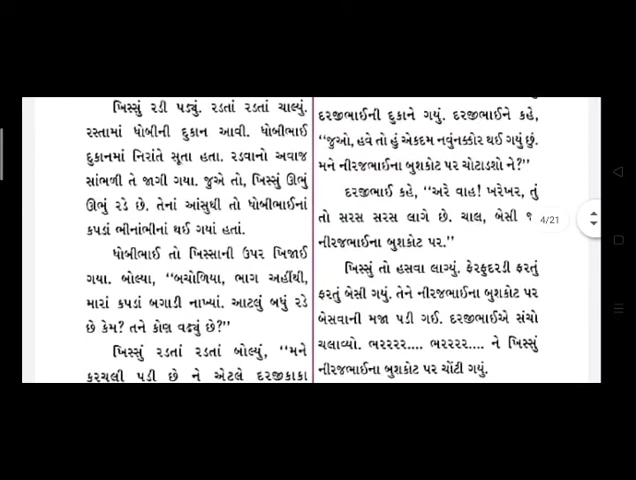 ખિસ્સું રડી પડ્યું. રડતાં રડતાં ચાલ્યું.
રસ્તામાં ધોબીની દુકાન આવી. ધોબીભાઈ
દુકાનમાં નિરાંતે સૂતા હતા. રડવાનો અવાજ
સાંભળી તે જાગી ગયા. જુએ તો, ખિસ્સું ઊભું
ઊભું રડે છે. તેનાં આંસુથી તો ધોબીભાઈનાં
કપડાં ભીનાંભીનાં થઈ ગયાં હતાં.
ધોબીભાઈ તો ખિસ્સાની ઉપર ખિજાઈ
ગયા. બોલ્યા, “બચોળિયા, ભાગ અહીંથી,
મારાં કપડાં બગાડી નાખ્યાં. આટલું બધું રડે
છે કેમ? તને કોણ વઢ્યું છે?”
ખિસ્સું રડતાં રડતાં બોલ્યું, “મને
કરચલી પડી છે ને એટલે દરજીકાકા
દરજીભાઈની દુકાને ગયું. દરજીભાઈને કહે,
“જુઓ, હવે તો હું એકદમ નવુંનક્કોર થઈ ગયું છું.
મને નીરજભાઈના બુશકોટ પર ચોટાડશો ને?”
દરજીભાઈ કહે, “અરે વાહ! ખરેખર, તું
તો સરસ સરસ લાગે છે. ચાલ, બેસી
નીરજભાઈના બુશકોટ પર.”
ખિસ્સું તો હસવા લાગ્યું. ફેરફુદરડી ફરતું
ફરતું બેસી ગયું. તેને નીરજભાઈના બુશકોટ પર
બેસવાની મજા પડી ગઈ. દરજીભાઈએ સંચો
ચલાવ્યો. ભરરરર.... ભરરરર.... ને ખિસ્સું
નીરજભાઈના બુશકોટ પર ચોંટી ગયું.
4/21